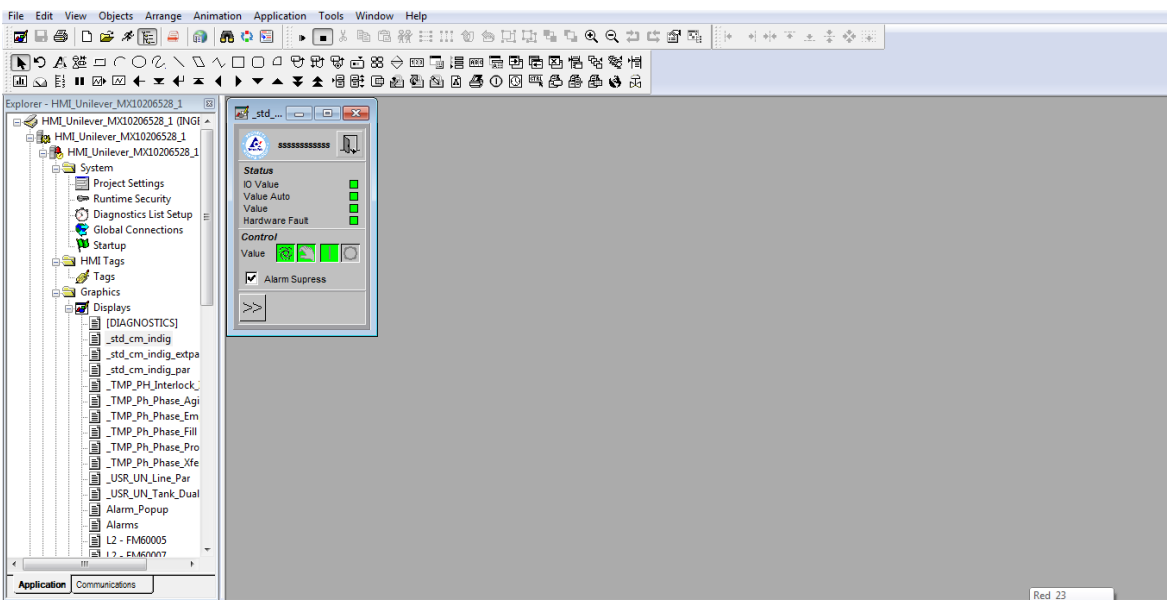 File Edit View Objects Arrange Animation Application Tools Window Help
Explorer - HMI_Unilever_MX10206528_1
HMI_Unilever_MX10206528_1 (INGE
HMI_Unilever_MX10206528_1
HMI_Unilever_MX10206528_1
System
Project Settings
Runtime Security
Diagnostics List Setup
Global Connections
Startup
HMI Tags
Tags
Graphics
Displays
[DIAGNOSTICS]
_std_cm_indig
_std_cm_indig_extpa
_std_cm_indig_par
_TMP_PH_Interlock_
_TMP_Ph_Phase_Agi
_TMP_Ph_Phase_Em
_TMP_Ph_Phase_Fill
_TMP_Ph_Phase_Pro
_TMP_Ph_Phase_Xfe
_USR_UN_Line_Par
_USR_UN_Tank_Dual
Alarm_Popup
Alarms
L2 - FM60005
L2 - FM60007
Application Communications
_std_...
ssssssssssss
Status
IO Value
Value Auto
Value
Hardware Fault
Control
Value
Alarm Supress
>>
Red 23